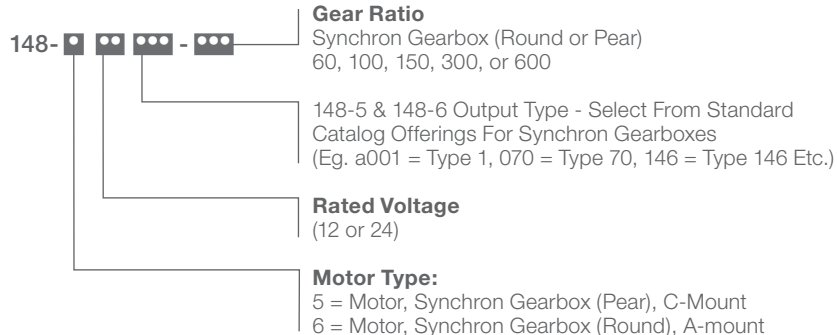 Gear Ratio
148- -
Synchron Gearbox (Round or Pear)
60, 100, 150, 300, or 600
148-5 & 148-6 Output Type - Select From Standard
Catalog Offerings For Synchron Gearboxes
(Eg. a001 = Type 1, 070 = Type 70, 146 = Type 146 Etc.)
Rated Voltage
(12 or 24)
Motor Type:
5 = Motor, Synchron Gearbox (Pear), C-Mount
6 = Motor, Synchron Gearbox (Round), A-mount